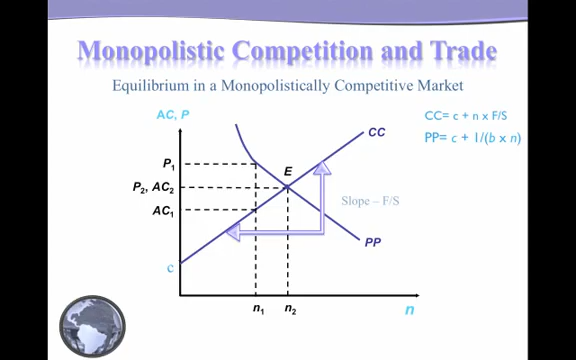 Monopolistic Competition and Trade
Equilibrium in a Monopolistically Competitive Market
AC, P
CC= c + n x F/S
PP= c + 1/(b x n)
CC
P1
E
P2, AC2
Slope – F/S
AC1
PP
c
n1
n2
n